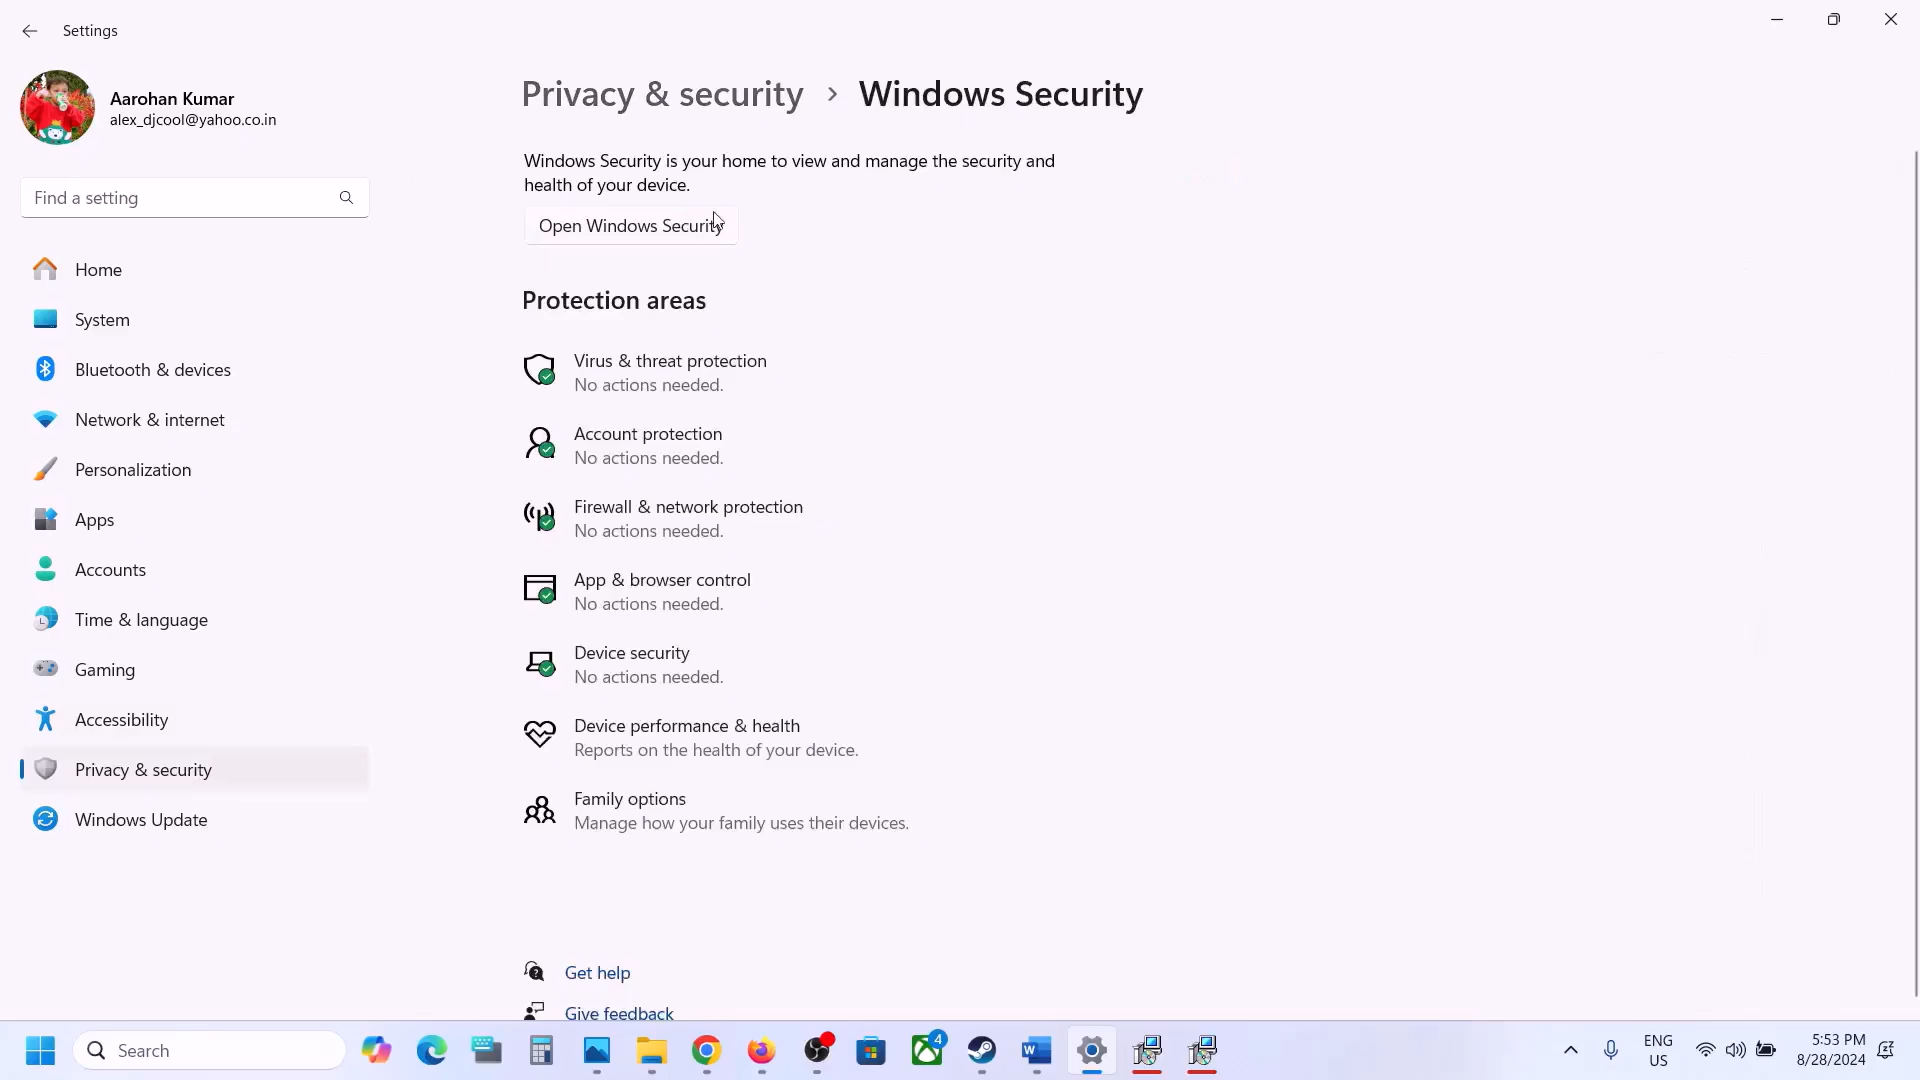 Settings
Aarohan Kumar
alex_djcool@yahoo.co.in
Find a setting
Home
System
Bluetooth & devices
Network & internet
Personalization
Apps
Accounts
Time & language
Gaming
Accessibility
Privacy & security
Windows Update
Privacy & security > Windows Security
Windows Security is your home to view and manage the security and
health of your device.
Open Windows Security
Protection areas
Virus & threat protection
No actions needed.
Account protection
No actions needed.
Firewall & network protection
No actions needed.
App & browser control
No actions needed.
Device security
No actions needed.
Device performance & health
Reports on the health of your device.
Family options
Manage how your family uses their devices.
Get help
Give feedback
Search
4
ENG
US
5:53 PM
8/28/2024